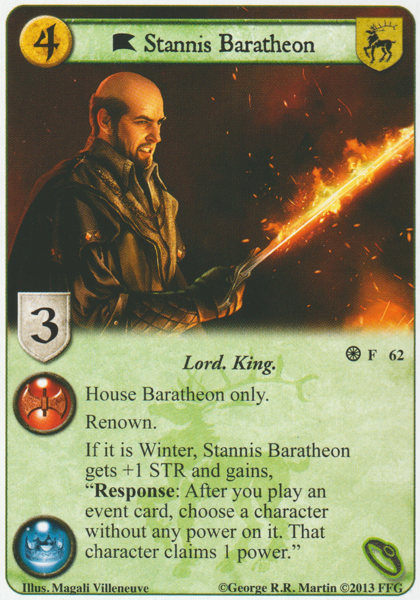 4
Stannis Baratheon
3
Lord. King.
F 62
House Baratheon only.
Renown.
If it is Winter, Stannis Baratheon
gets +1 STR and gains,
“Response: After you play an
event card, choose a character
without any power on it. That
character claims 1 power.”
Illus. Magali Villeneuve
©George R.R. Martin ©2013 FFG